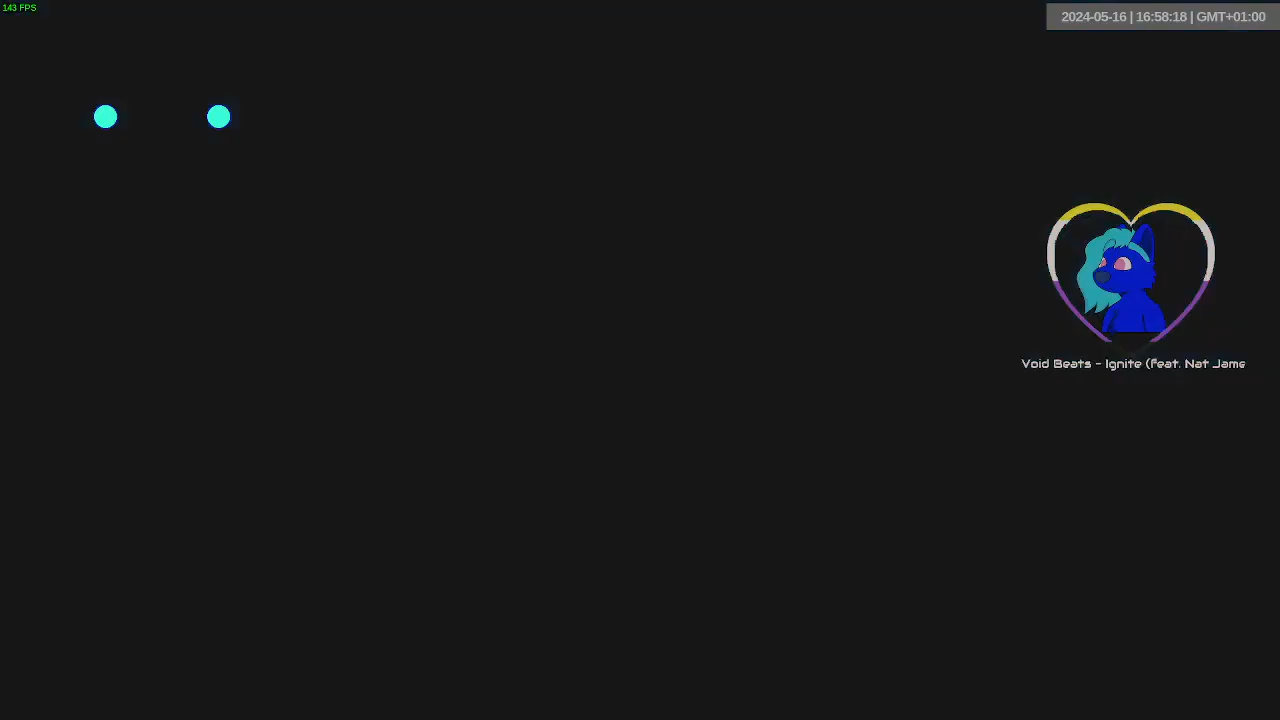 143 FPS
2024-05-16 | 16:58:18 | GMT+01:00
Void Beats - Ignite (feat. Nat Jame